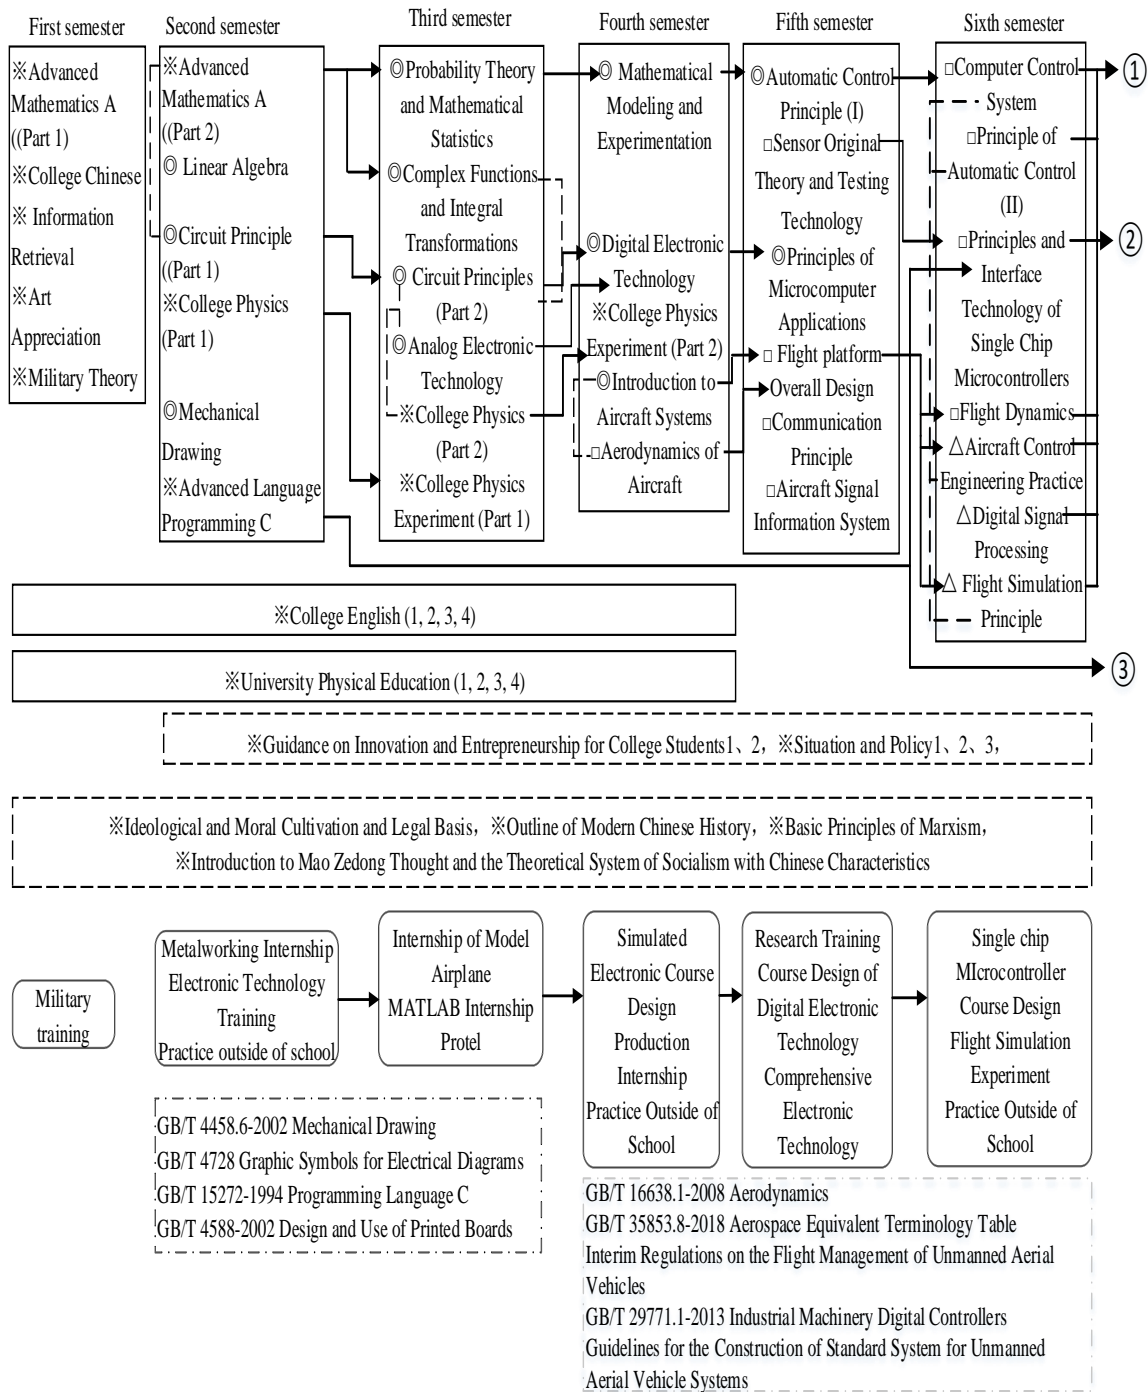 First semester
Second semester
Third semester
Fourth semester
Fifth semester
Sixth semester
※Advanced
Mathematics A
((Part 1)
※College Chinese
※ Information
Retrieval
※Art
Appreciation
※Military Theory
※Advanced
Mathematics A
((Part 2)
◎ Linear Algebra
◎Circuit Principle
((Part 1)
※College Physics
(Part 1)
◎Mechanical
Drawing
※Advanced Language
Programming C
◎Probability Theory
and Mathematical
Statistics
◎Complex Functions
and Integral
Transformations
◎ Circuit Principles
(Part 2)
◎Analog Electronic
Technology
※College Physics
(Part 2)
※College Physics
Experiment (Part 1)
◎ Mathematical
Modeling and
Experimentation
◎Digital Electronic
Technology
※College Physics
Experiment (Part 2)
◎Introduction to
Aircraft Systems
□Aerodynamics of
Aircraft
◎Automatic Control
Principle (I)
□Sensor Original
Theory and Testing
Technology
◎Principles of
Microcomputer
Applications
□ Flight platform
Overall Design
□Communication
Principle
□Aircraft Signal
Information System
□Computer Control
System
□Principle of
Automatic Control
(II)
□Principles and
Interface
Technology of
Single Chip
Microcontrollers
□Flight Dynamics
△Aircraft Control
Engineering Practice
△Digital Signal
Processing
△ Flight Simulation
Principle
①
②
③
※College English (1, 2, 3, 4)
※University Physical Education (1, 2, 3, 4)
※Guidance on Innovation and Entrepreneurship for College Students1、2，※Situation and Policy1、2、3，
※Ideological and Moral Cultivation and Legal Basis，※Outline of Modern Chinese History，※Basic Principles of Marxism，
※Introduction to Mao Zedong Thought and the Theoretical System of Socialism with Chinese Characteristics
Military
training
Metalworking Internship
Electronic Technology
Training
Practice outside of school
Internship of Model
Airplane
MATLAB Internship
Protel
Simulated
Electronic Course
Design
Production
Internship
Practice Outside of
School
Research Training
Course Design of
Digital Electronic
Technology
Comprehensive
Electronic
Technology
Single chip
MIcrocontroller
Course Design
Flight Simulation
Experiment
Practice Outside of
School
GB/T 4458.6-2002 Mechanical Drawing
GB/T 4728 Graphic Symbols for Electrical Diagrams
GB/T 15272-1994 Programming Language C
GB/T 4588-2002 Design and Use of Printed Boards
GB/T 16638.1-2008 Aerodynamics
GB/T 35853.8-2018 Aerospace Equivalent Terminology Table
Interim Regulations on the Flight Management of Unmanned Aerial
Vehicles
GB/T 29771.1-2013 Industrial Machinery Digital Controllers
Guidelines for the Construction of Standard System for Unmanned
Aerial Vehicle Systems